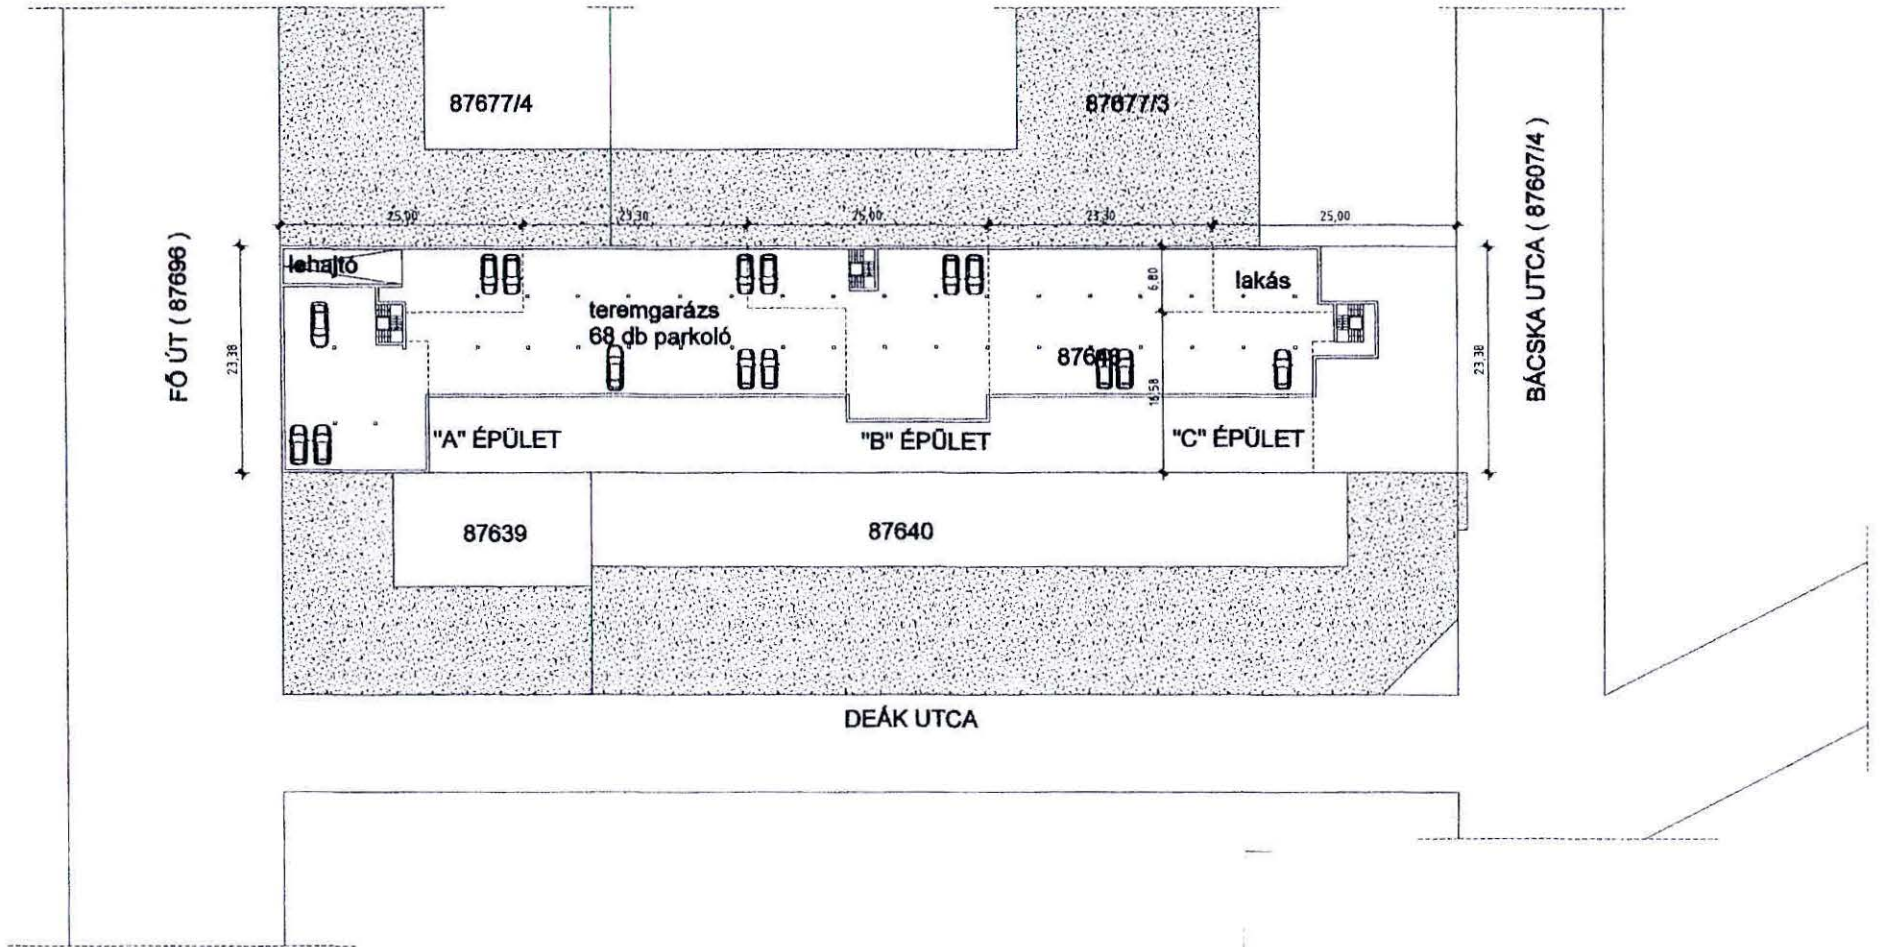 87677/4
87677/3
25,00
23,30
25,00
23,30
25,00
FŐ ÚT ( 87696 )
BÁCSKA UTCA ( 87607/4 )
lehajtó
lakás
6,80
teremgarázs
68 db parkoló
23,38
23,38
16,58
"A" ÉPÜLET
"B" ÉPÜLET
"C" ÉPÜLET
87639
87640
DEÁK UTCA